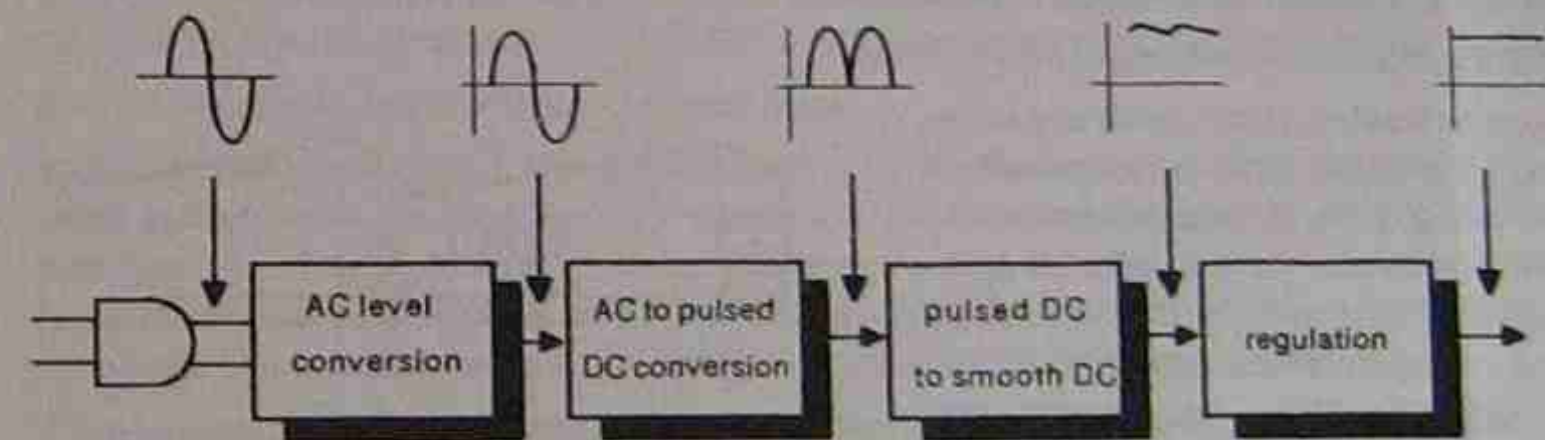 AC level
conversion
AC to pulsed
DC conversion
pulsed DC
to smooth DC
regulation